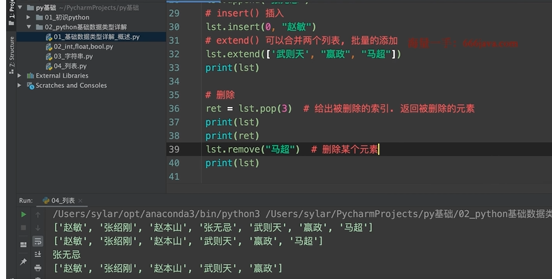 py基础
01_初识python
02_python基础数据类型详解
01_基础数据类型详解_概述.py
02_int,float,bool.py
03_字符串.py
04_列表.py
External Libraries
Scratches and Consoles
29 # insert() 插入
30 lst.insert(0, "赵敏")
31 # extend() 可以合并两个列表, 批量的添加
32 lst.extend(["武则天", "嬴政", "马超"])
33 print(lst)
34
35 # 删除
36 ret = lst.pop(3) # 给出被删除的索引. 返回被删除的元素
37 print(lst)
38 print(ret)
39 lst.remove("马超") # 删除某个元素
40 print(lst)
41
Run: 04_列表
/Users/sylar/opt/anaconda3/bin/python3 /Users/sylar/PycharmProjects/py基础/02_python基础数据类
['赵敏', '张绍刚', '赵本山', '张无忌', '武则天', '嬴政', '马超']
['赵敏', '张绍刚', '赵本山', '武则天', '嬴政', '马超']
张无忌
['赵敏', '张绍刚', '赵本山', '武则天', '嬴政']